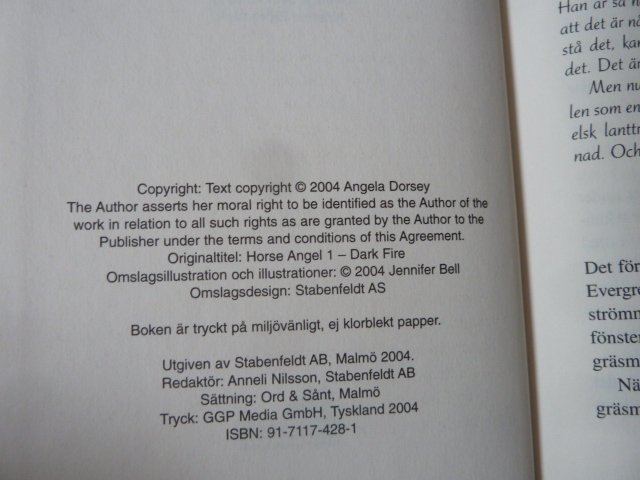 Copyright: Text copyright © 2004 Angela Dorsey
The Author asserts her moral right to be identified as the Author of the
work in relation to all such rights as are granted by the Author to the
Publisher under the terms and conditions of this Agreement.
Originaltitel: Horse Angel 1 – Dark Fire
Omslagsillustration och illustrationer: © 2004 Jennifer Bell
Omslagsdesign: Stabenfeldt AS
Boken är tryckt på miljövänligt, ej klorblekt papper.
Utgiven av Stabenfeldt AB, Malmö 2004.
Redaktör: Anneli Nilsson, Stabenfeldt AB
Sättning: Ord & Sånt, Malmö
Tryck: GGP Media GmbH, Tyskland 2004
ISBN: 91-7117-428-1
Han är så
att det är
stå det, kan
det. Det är
Men nu
len som en
elsk lanttr
nad. Och
Det för
Evergre
strömm
fönster
gräsm
Nä
gräsm